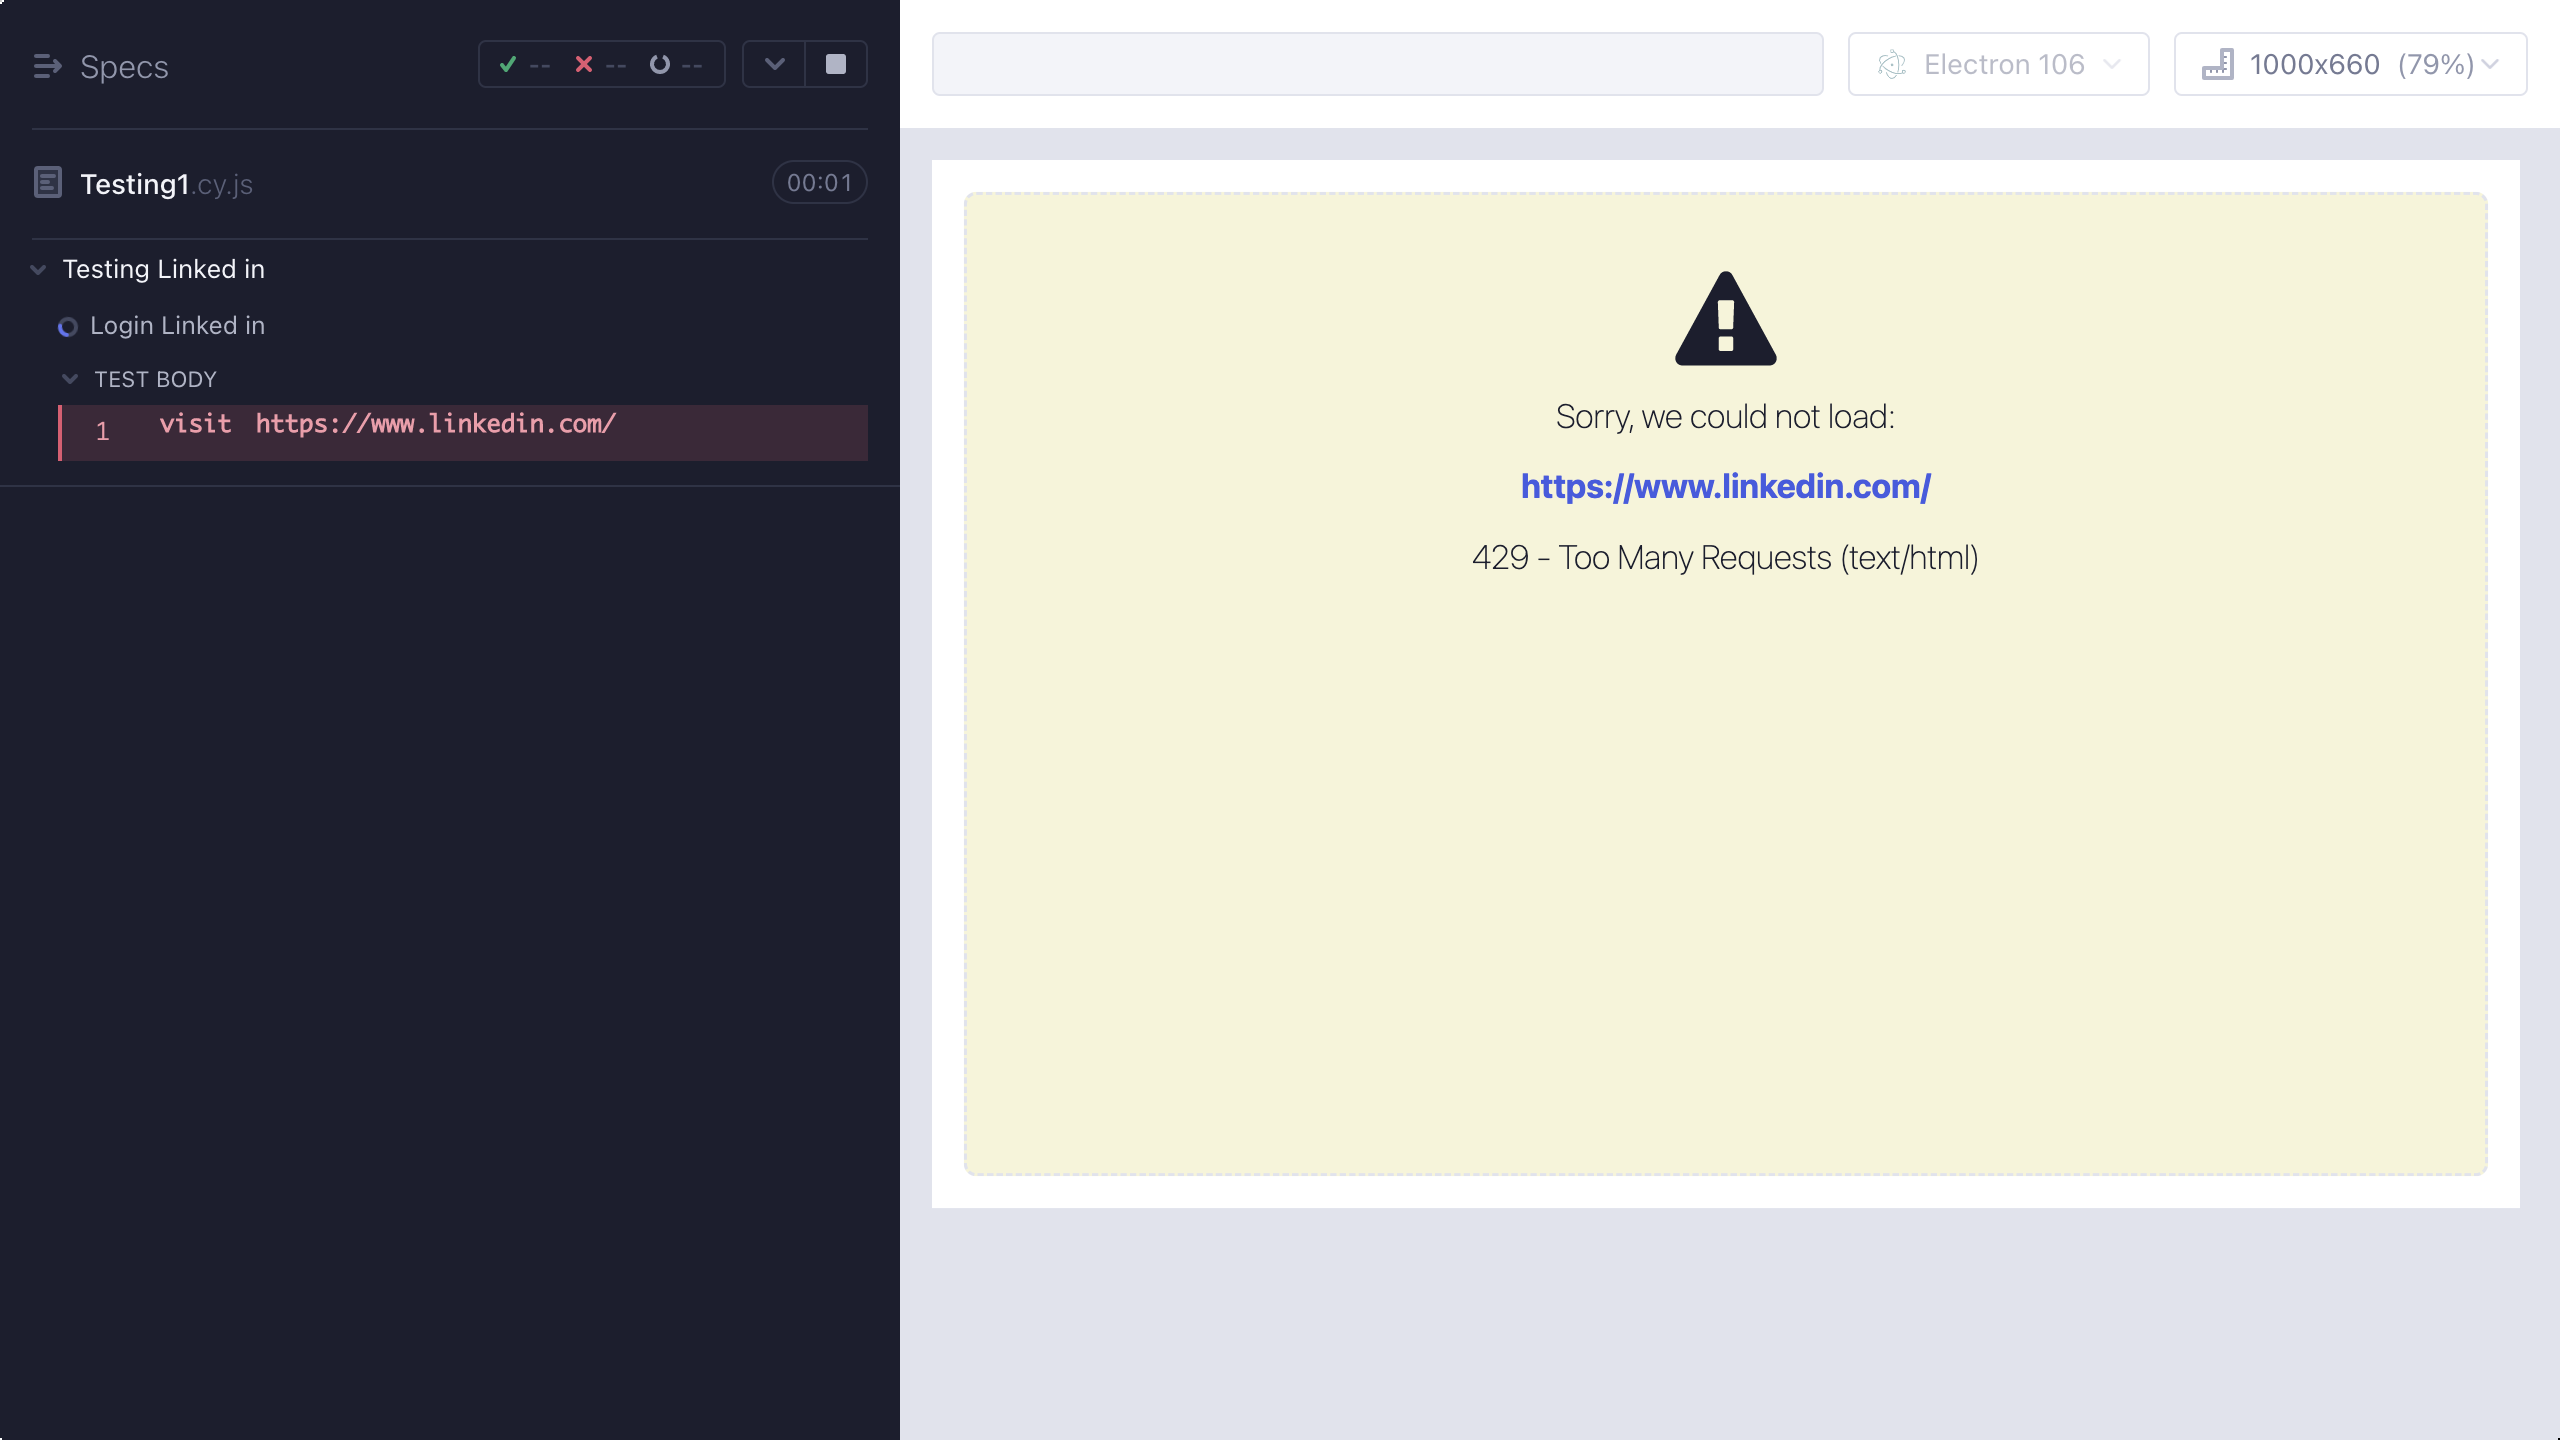 Specs
-- -- --
Testing1.cy.js
00:01
Testing Linked in
Login Linked in
TEST BODY
1 visit https://www.linkedin.com/
Electron 106
1000x660 (79%)
Sorry, we could not load:
https://www.linkedin.com/
429 - Too Many Requests (text/html)